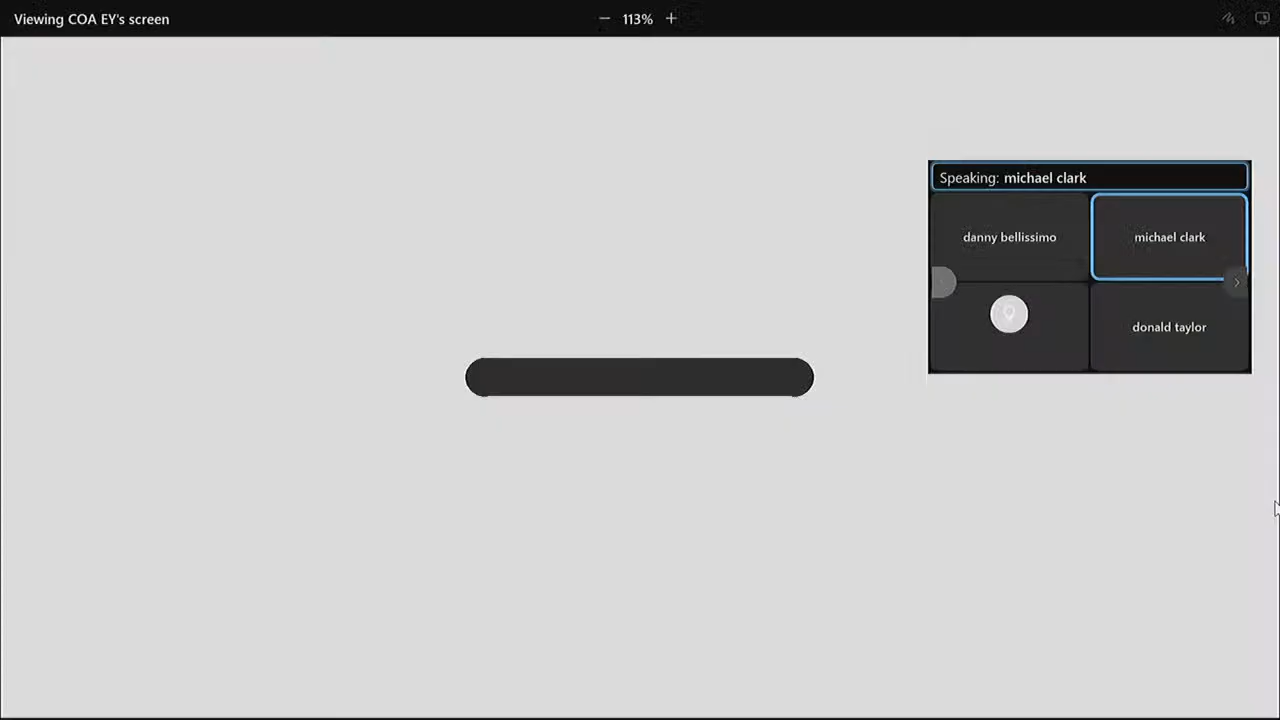 Viewing COA EY's screen
113%
Speaking: michael clark
danny bellissimo
michael clark
donald taylor